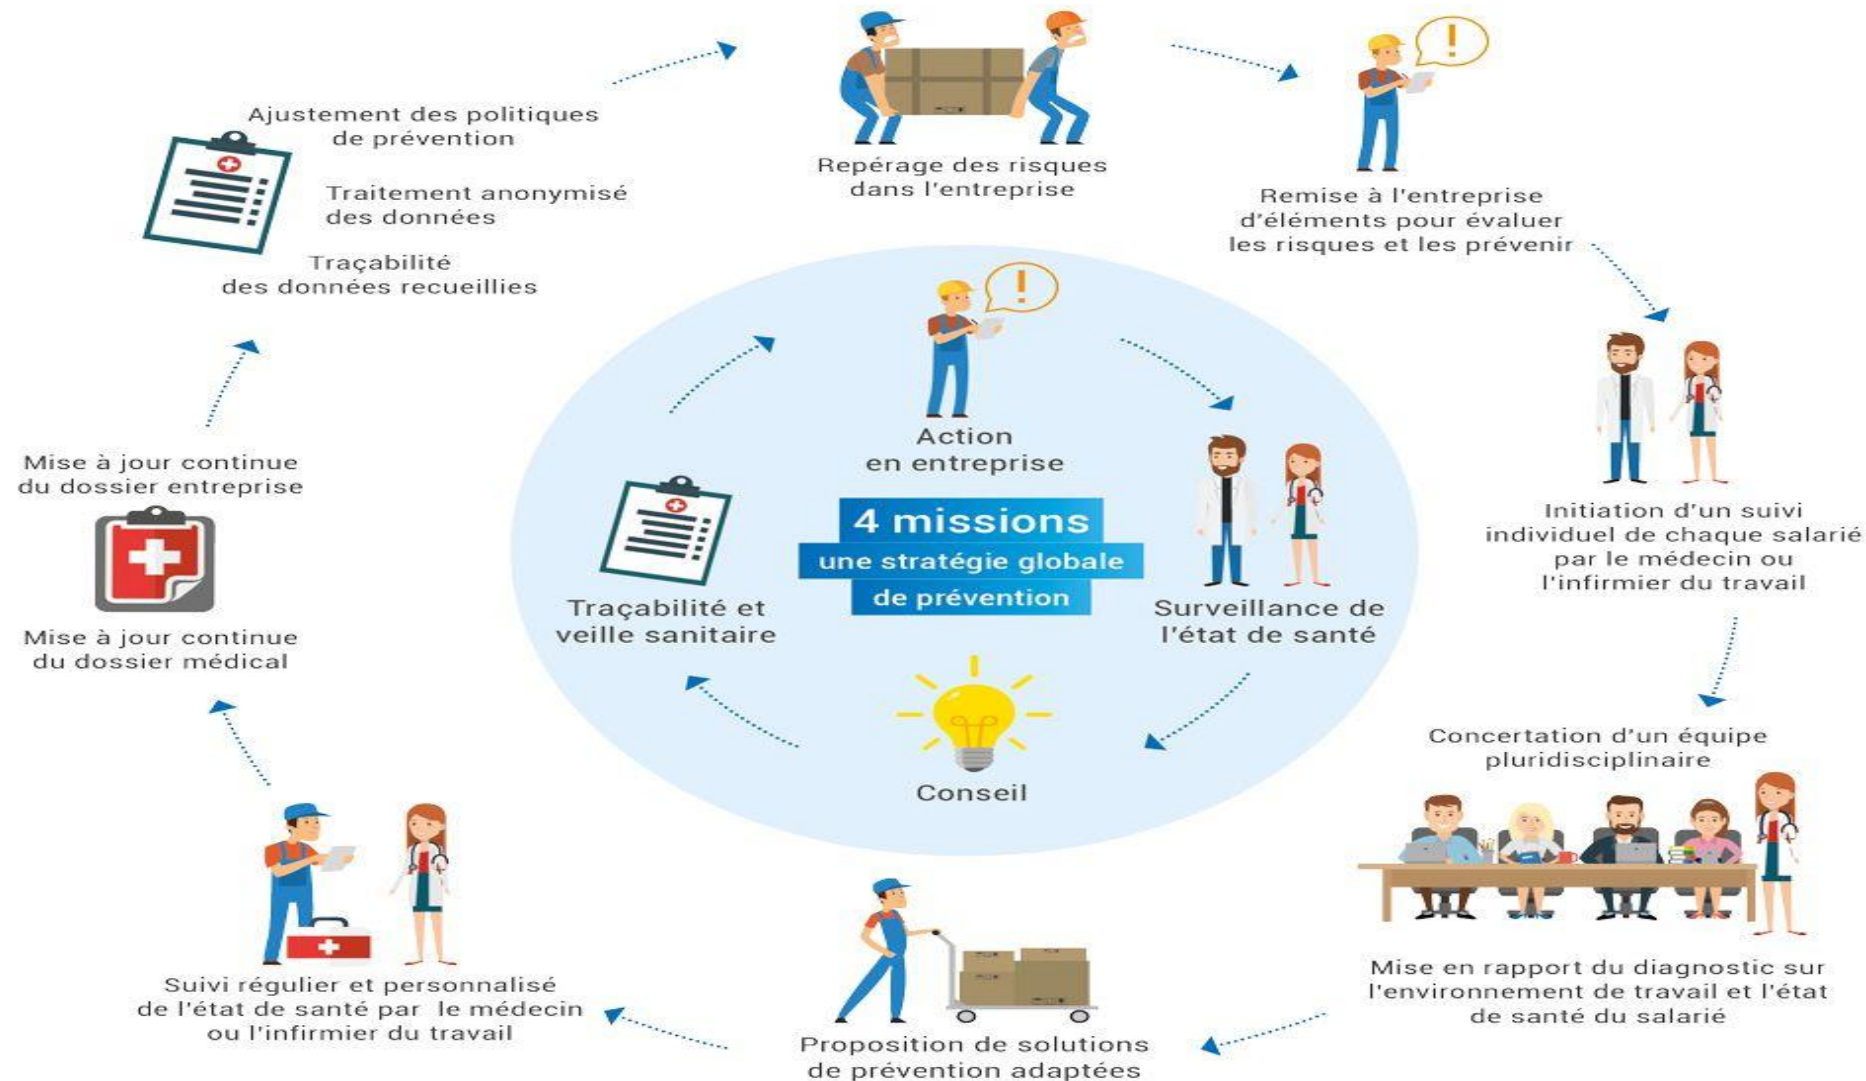 Repérage des risques
dans l'entreprise
Remise à l'entreprise
d'éléments pour évaluer
les risques et les prévenir
Initiation d'un suivi
individuel de chaque salarié
par le médecin ou
l'infirmier du travail
Concertation d'un équipe
pluridisciplinaire
Mise en rapport du diagnostic sur
l'environnement de travail et l'état
de santé du salarié
Proposition de solutions
de prévention adaptées
Suivi régulier et personnalisé
de l'état de santé par le médecin
ou l'infirmier du travail
Mise à jour continue
du dossier entreprise
Mise à jour continue
du dossier médical
Ajustement des politiques
de prévention
Traitement anonymisé
des données
Traçabilité
des données recueillies
Action
en entreprise
Surveillance de
l'état de santé
Conseil
Traçabilité et
veille sanitaire
4 missions
une stratégie globale
de prévention